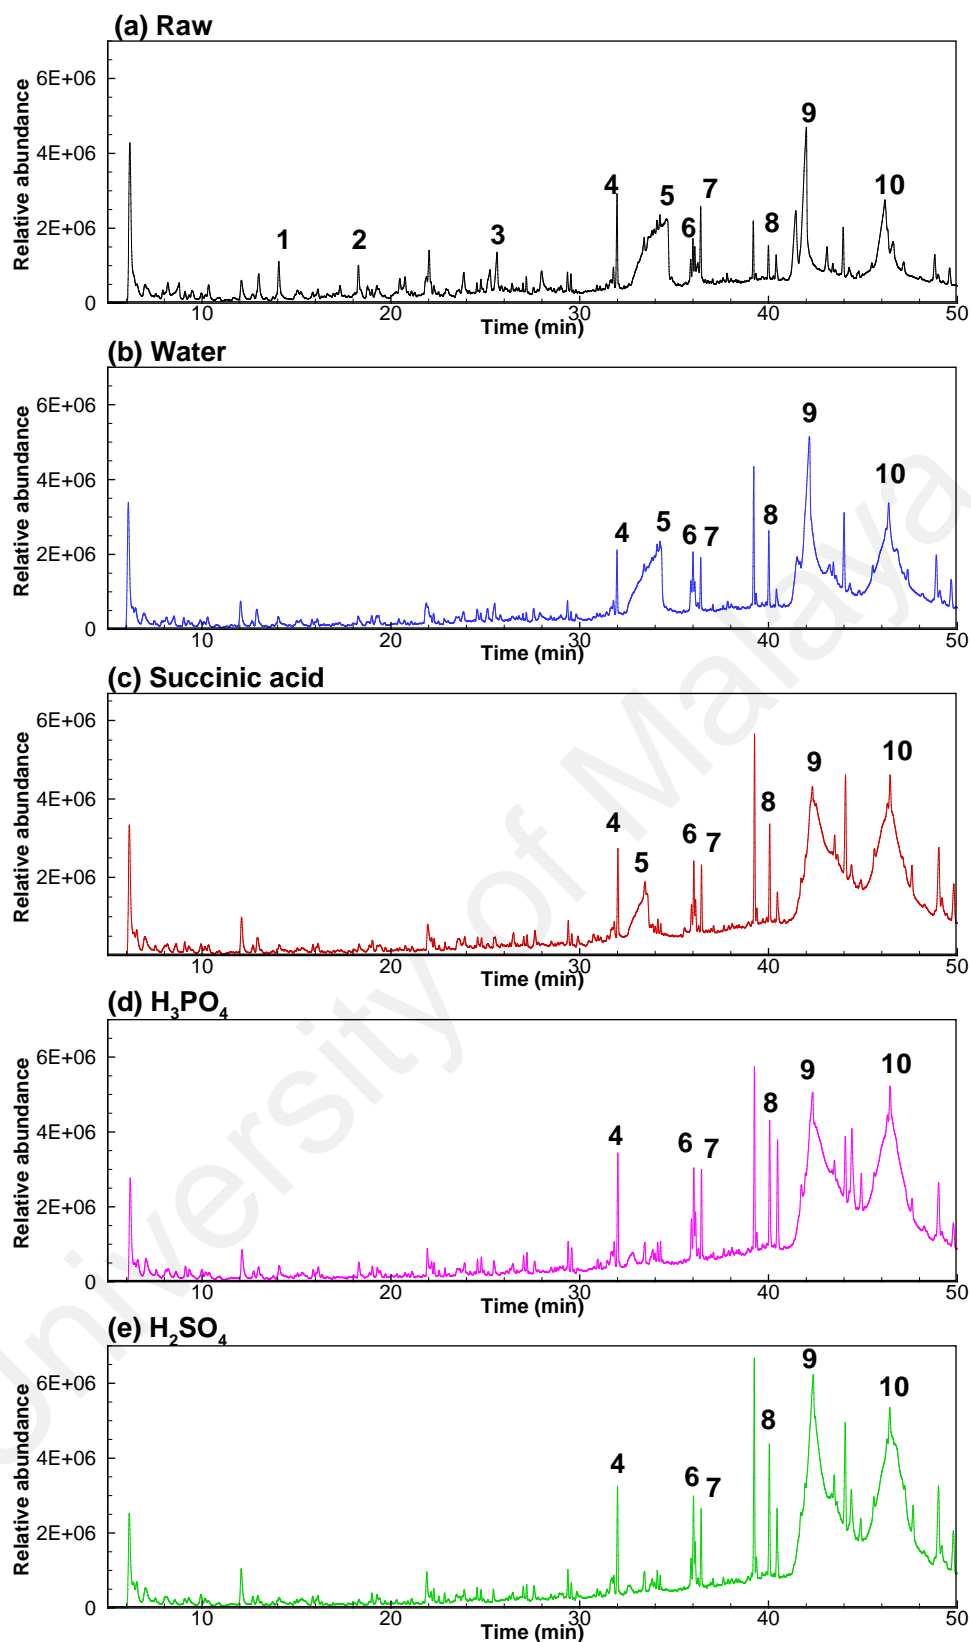 (a) Raw
Relative abundance
6E+06
4E+06
2E+06
0
1 2 3 4 5 6 7 8 9 10
10 20 30 40 50
Time (min)
(b) Water
Relative abundance
6E+06
4E+06
2E+06
0
4 5 6 7 8 9 10
10 20 30 40 50
Time (min)
(c) Succinic acid
Relative abundance
6E+06
4E+06
2E+06
4 5 6 7 8 9 10
10 20 30 40 50
Time (min)
(d) H₃PO₄
Relative abundance
6E+06
4E+06
2E+06
0
4 6 7 8 9 10
10 20 30 40 50
Time (min)
(e) H₂SO₄
Relative abundance
6E+06
4E+06
2E+06
0
4 6 7 8 9 10
10 20 30 40 50
Time (min)
University of Malaya